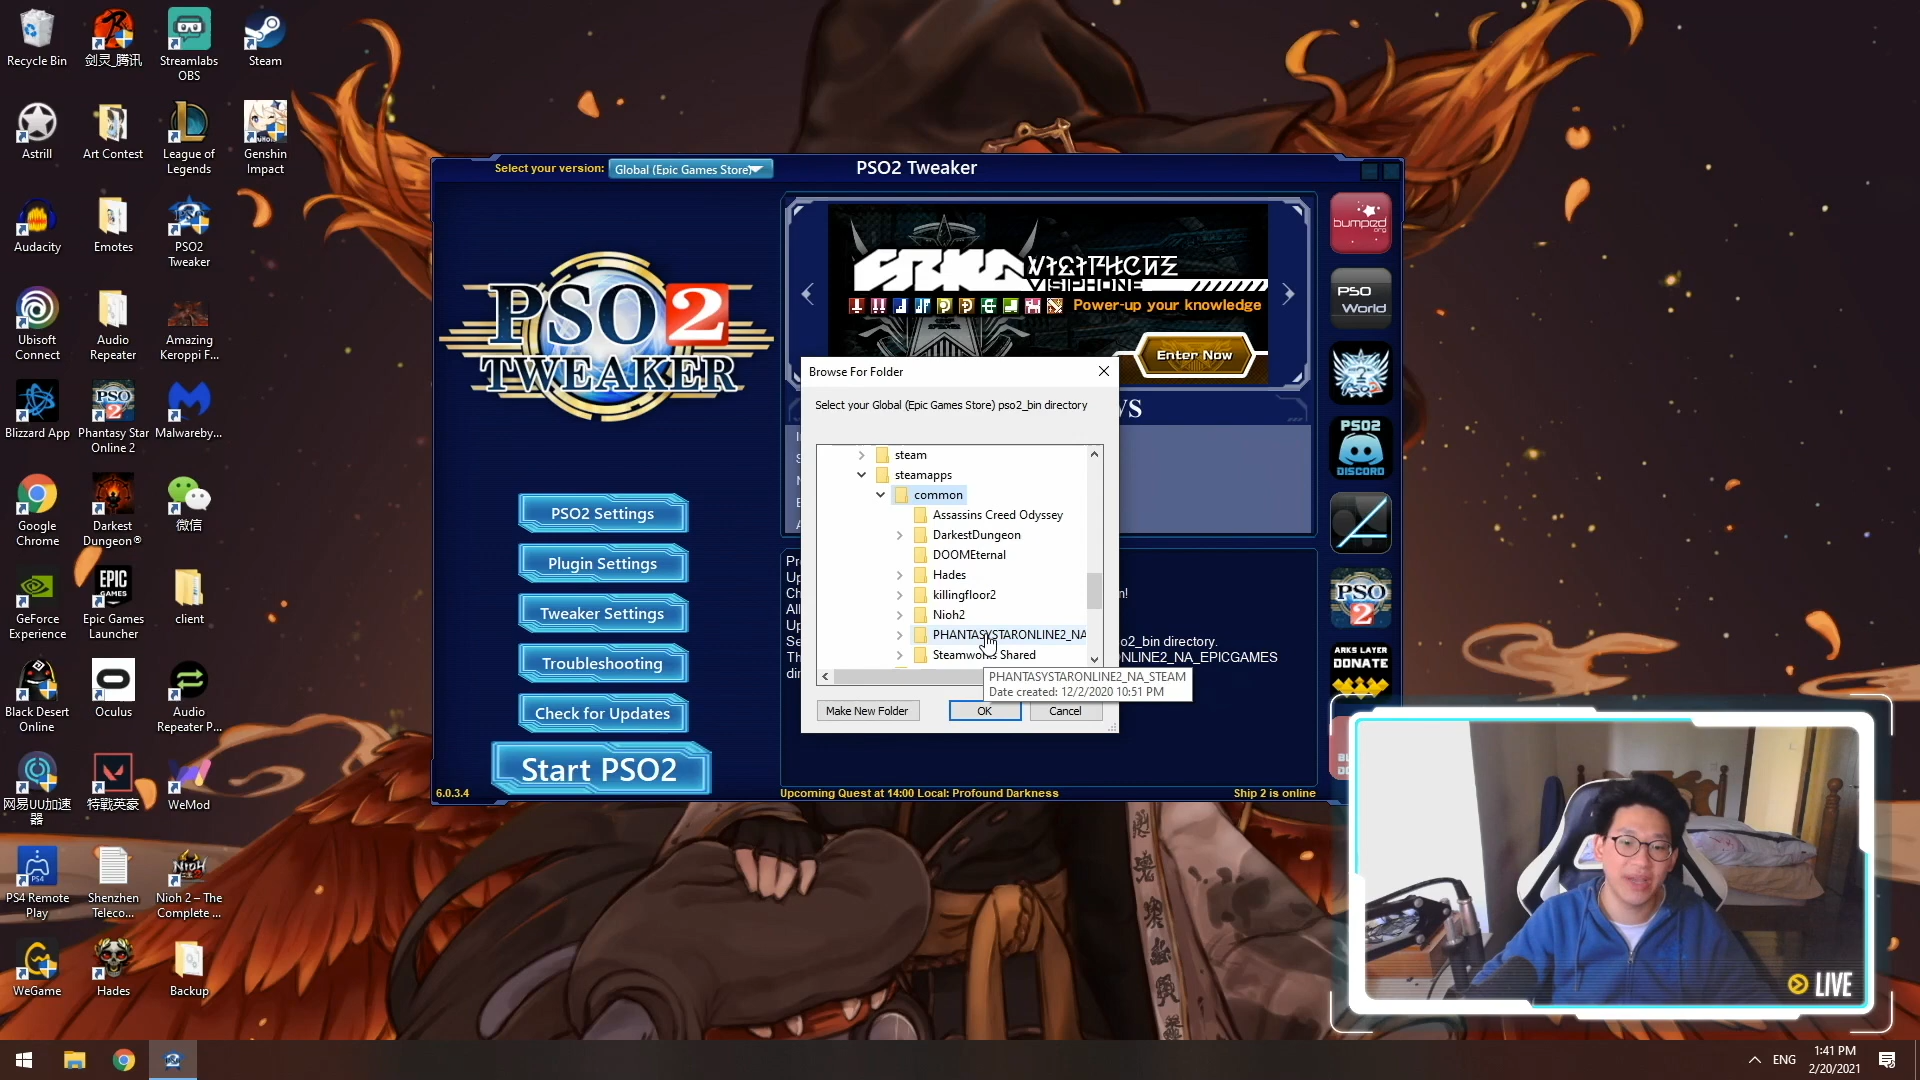 Recycle Bin
剑灵_腾讯
Streamlabs
OBS
Steam
Astrill
Art Contest
League of
Legends
Genshin
Impact
Audacity
Emotes
PSO2
Tweaker
Ubisoft
Connect
Audio
Repeater
Amazing
Keroppi F...
Blizzard App
Phantasy Star
Online 2
Malwareby...
Google
Chrome
Darkest
Dungeon®
微信
GeForce
Experience
Epic Games
Launcher
client
Black Desert
Online
Oculus
Audio
Repeater P...
网易UU加速
器
特戰英豪
WeMod
PS4 Remote
Play
Shenzhen
Teleco...
Nioh 2 – The
Complete ...
WeGame
Hades
Backup
Select your version:
Global (Epic Games Store)
PSO2 Tweaker
PSO2
TWEAKER
VISIPHONE
Power-up your knowledge
Enter Now
PSO2 Settings
Plugin Settings
Tweaker Settings
Troubleshooting
Check for Updates
Start PSO2
6.0.3.4
Browse For Folder
Select your Global (Epic Games Store) pso2_bin directory
steam
steamapps
common
Assassins Creed Odyssey
DarkestDungeon
DOOMEternal
Hades
killingfloor2
Nioh2
PHANTASYSTARONLINE2_NA
Steamworks Shared
PHANTASYSTARONLINE2_NA_STEAM
Date created: 12/2/2020 10:51 PM
Make New Folder
OK
Cancel
o2_bin directory.
NLINE2_NA_EPICGAMES
Upcoming Quest at 14:00 Local: Profound Darkness
Ship 2 is online
bumped
.org
PSO
World
PSO2
DISCORD
PSO
2
ARKS LAYER
DONATE
LIVE
ENG
1:41 PM
2/20/2021